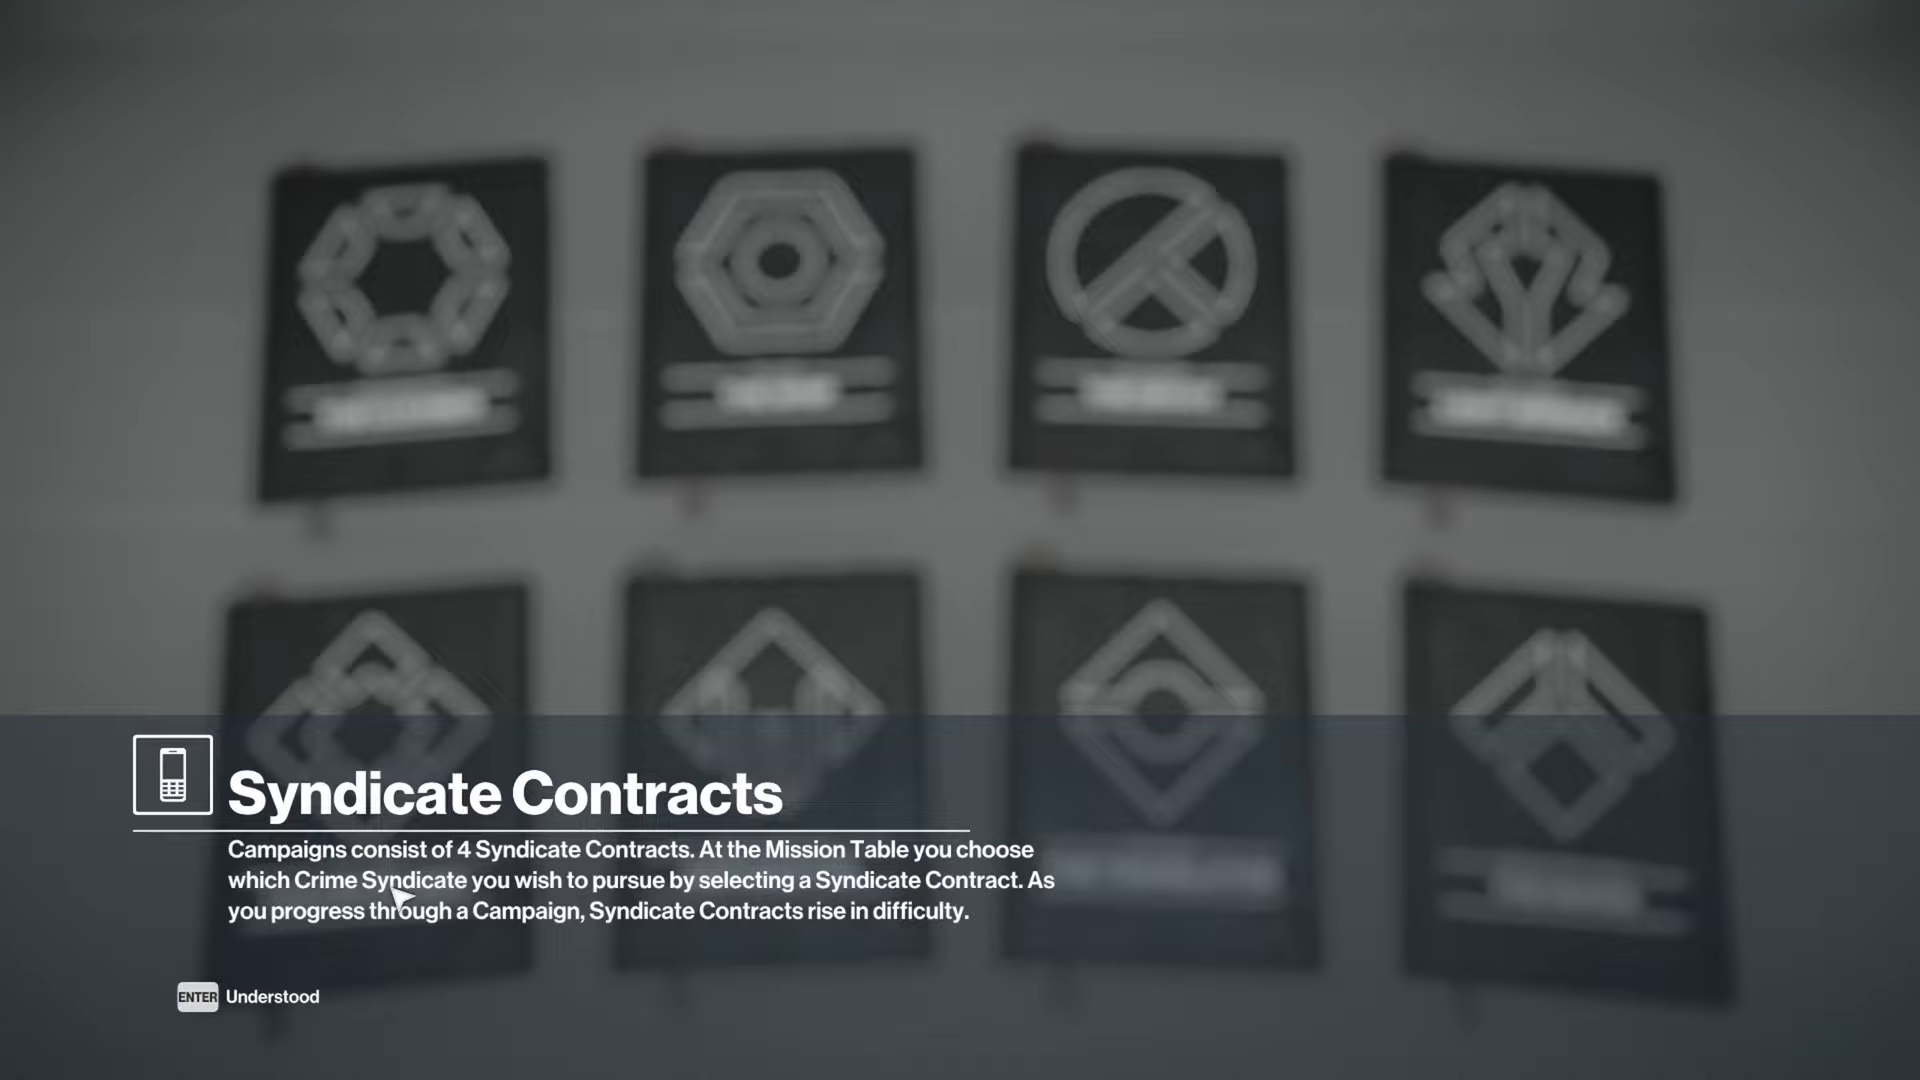 Syndicate Contracts
Campaigns consist of 4 Syndicate Contracts. At the Mission Table you choose
which Crime Syndicate you wish to pursue by selecting a Syndicate Contract. As
you progress through a Campaign, Syndicate Contracts rise in difficulty.
ENTER Understood